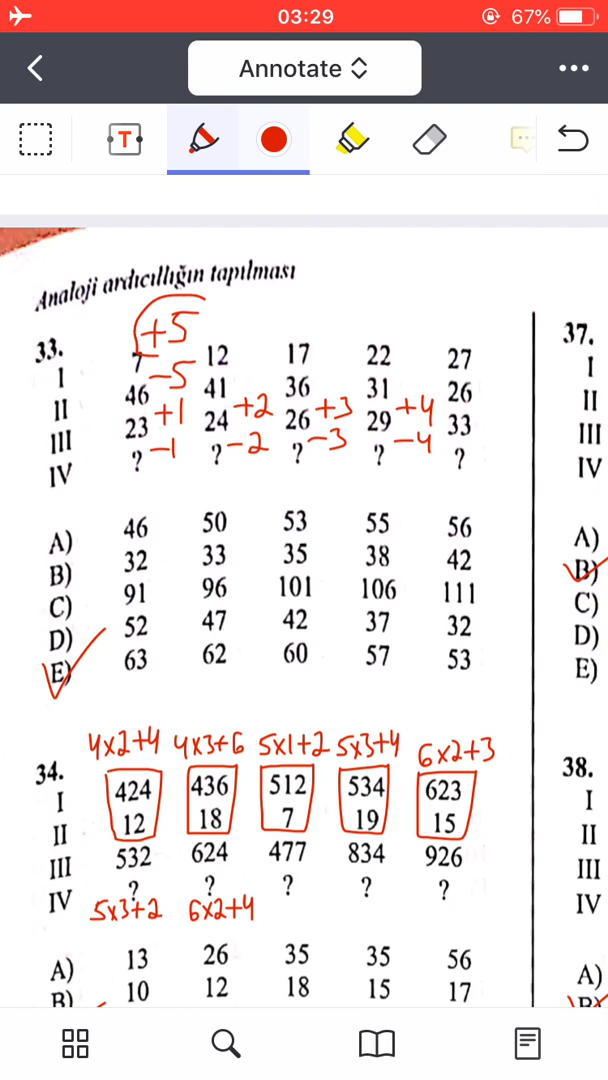 03:29
67%
Annotate
T
Analoji ardıcıllığın tapılması
+5
33.
I 7 12 17 22 27
-5
II 46 41 36 31 26
+1 +2 +3 +4
III 23 24 26 29 33
-1 -2 -3 -4
IV ? ? ? ? ?
A) 46 50 53 55 56
B) 32 33 35 38 42
C) 91 96 101 106 111
D) 52 47 42 37 32
E) 63 62 60 57 53
4x2+4 4x3+6 5x1+2 5x3+4 6x2+3
34.
I 424 436 512 534 623
II 12 18 7 19 15
III 532 624 477 834 926
IV ? ? ? ? ?
5x3+2 6x2+4
A) 13 26 35 35 56
B) 10 12 18 15 17
37.
I
II
III
IV
A)
B)
C)
D)
E)
38.
I
II
III
IV
A)
B)